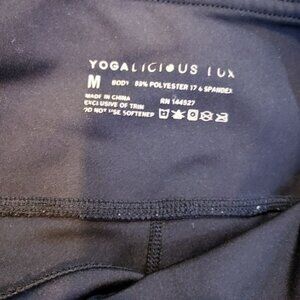 YOGALICIOUS LUX
M BODY 83% POLYESTER 17% SPANDEX
MADE IN CHINA RN 144527
EXCLUSIVE OF TRIM
DO NOT USE SOFTENER